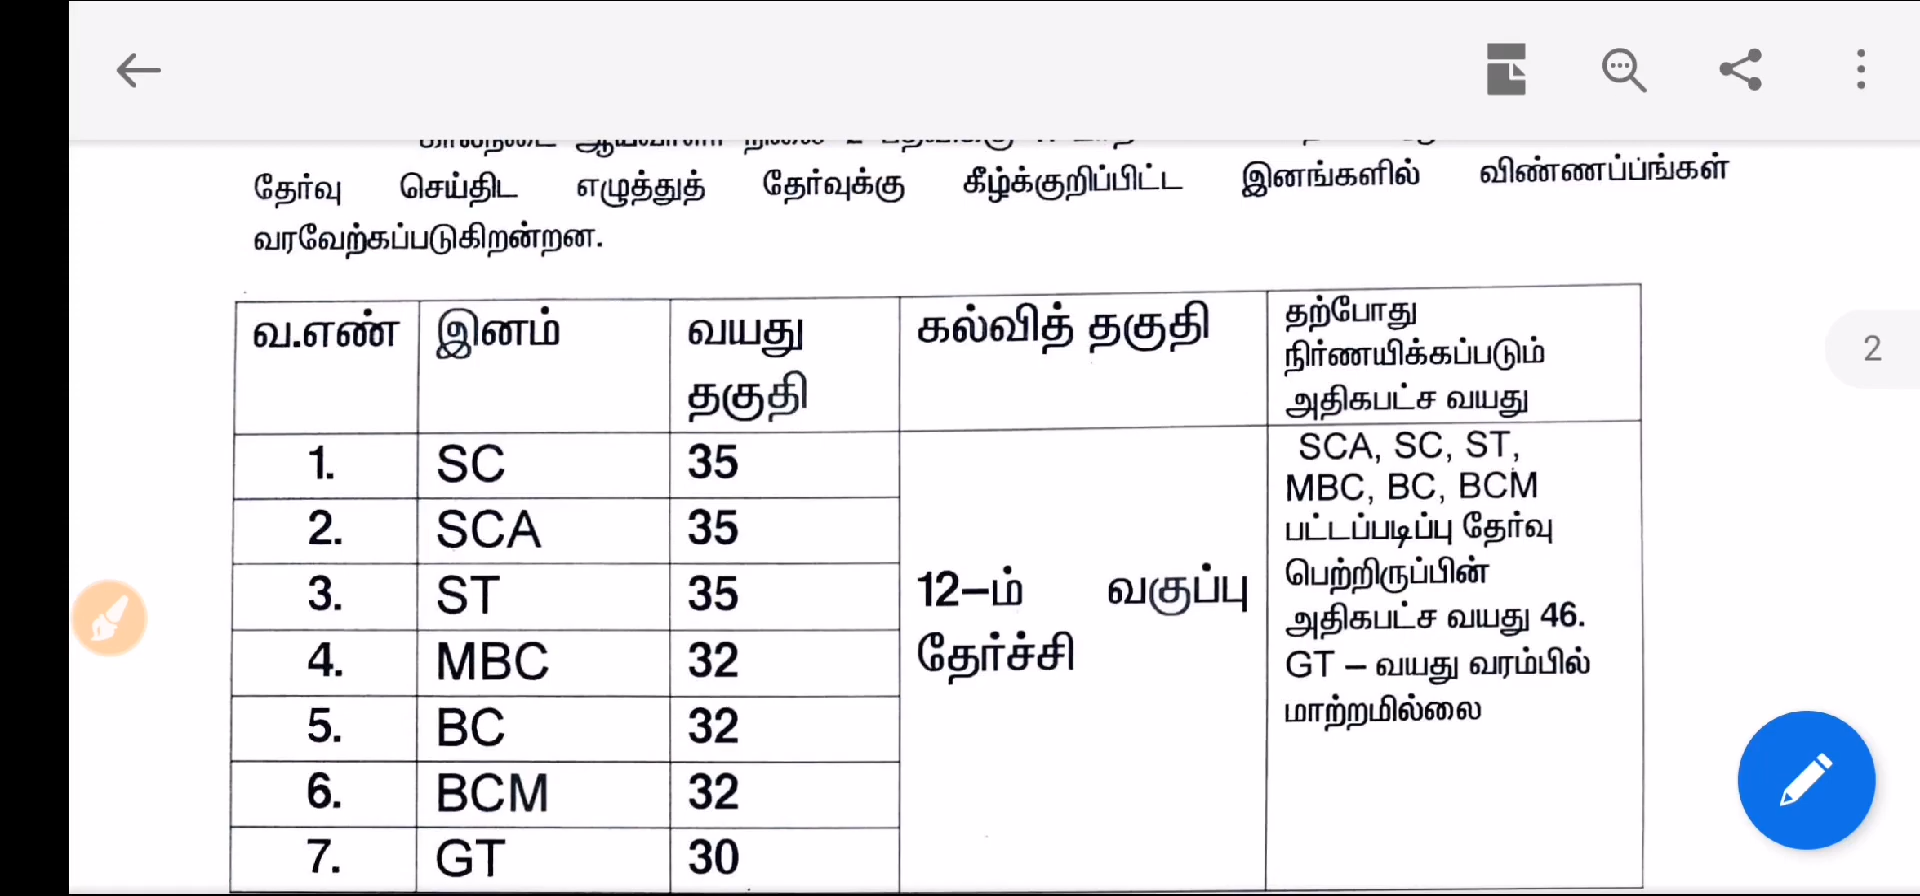 தேர்வு செய்திட எழுத்துத் தேர்வுக்கு கீழ்க்குறிப்பிட்ட இனங்களில் விண்ணப்பங்கள்
வரவேற்கப்படுகிறன்றன.
வ.எண் இனம் வயது தகுதி கல்வித் தகுதி தற்போது நிர்ணயிக்கப்படும் அதிகபட்ச வயது
1. SC 35
2. SCA 35
3. ST 35
4. MBC 32
5. BC 32
6. BCM 32
7. GT 30
12–ம் வகுப்பு
தேர்ச்சி
SCA, SC, ST,
MBC, BC, BCM
பட்டப்படிப்பு தேர்வு
பெற்றிருப்பின்
அதிகபட்ச வயது 46.
GT – வயது வரம்பில்
மாற்றமில்லை
2